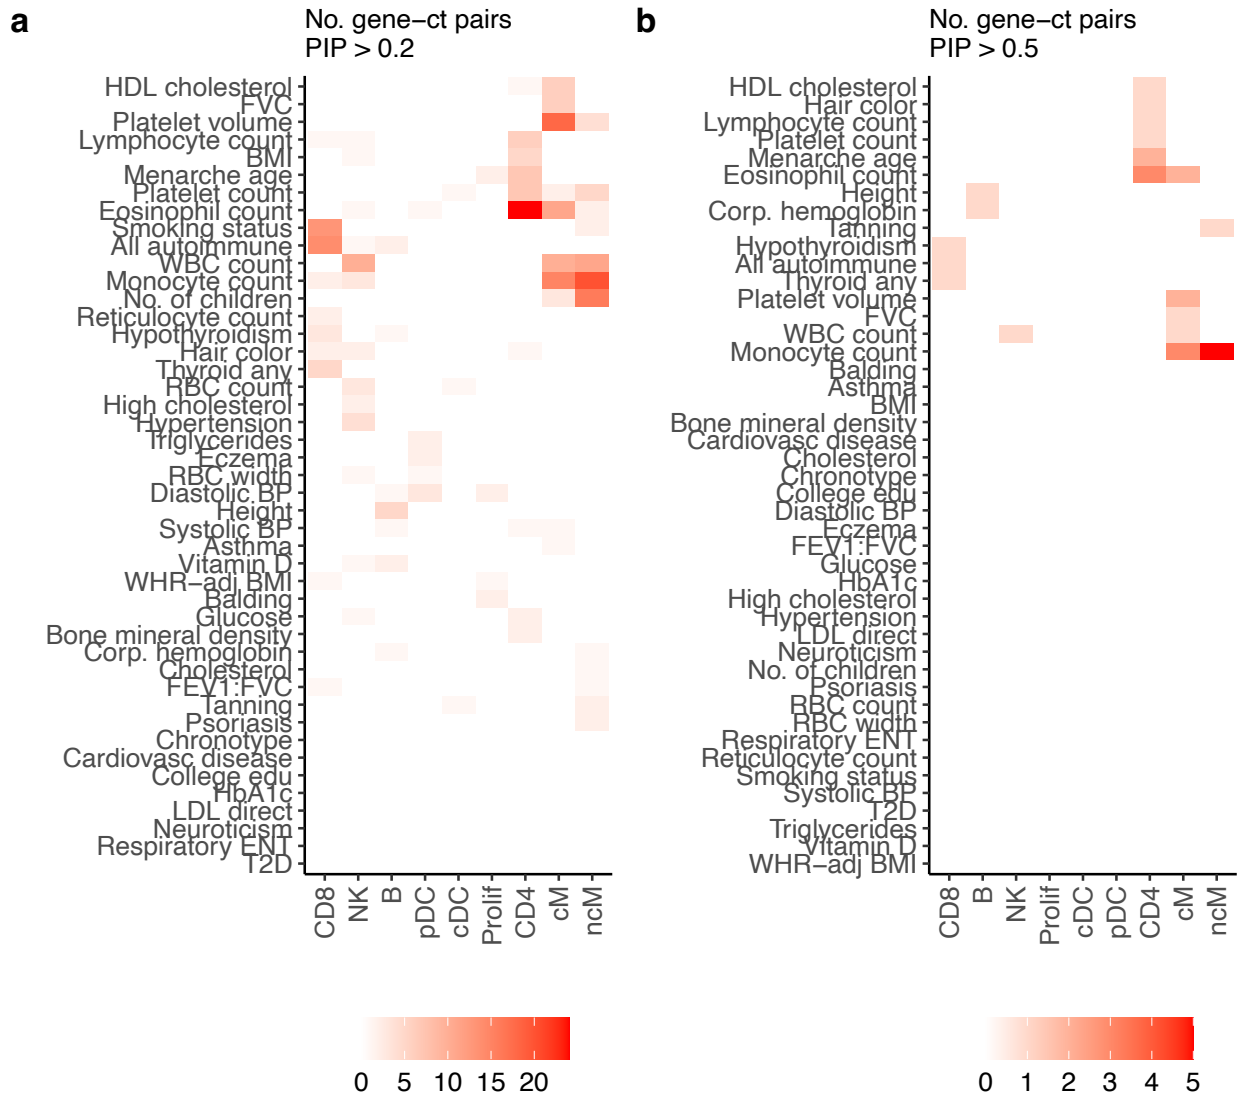 a
No. gene−ct pairs
PIP > 0.2
HDL cholesterol
FVC
Platelet volume
Lymphocyte count
BMI
Menarche age
Platelet count
Eosinophil count
Smoking status
All autoimmune
WBC count
Monocyte count
No. of children
Reticulocyte count
Hypothyroidism
Hair color
Thyroid any
RBC count
High cholesterol
Hypertension
Triglycerides
Eczema
RBC width
Diastolic BP
Height
Systolic BP
Asthma
Vitamin D
WHR−adj BMI
Balding
Glucose
Bone mineral density
Corp. hemoglobin
Cholesterol
FEV1:FVC
Tanning
Psoriasis
Chronotype
Cardiovasc disease
College edu
HbA1c
LDL direct
Neuroticism
Respiratory ENT
T2D
CD8
NK
B
pDC
cDC
Prolif
CD4
cM
ncM
0 5 10 15 20
b
No. gene−ct pairs
PIP > 0.5
HDL cholesterol
Hair color
Lymphocyte count
Platelet count
Menarche age
Eosinophil count
Height
Corp. hemoglobin
Tanning
Hypothyroidism
All autoimmune
Thyroid any
Platelet volume
FVC
WBC count
Monocyte count
Balding
Asthma
BMI
Bone mineral density
Cardiovasc disease
Cholesterol
Chronotype
College edu
Diastolic BP
Eczema
FEV1:FVC
Glucose
HbA1c
High cholesterol
Hypertension
LDL direct
Neuroticism
No. of children
Psoriasis
RBC count
RBC width
Respiratory ENT
Reticulocyte count
Smoking status
Systolic BP
T2D
Triglycerides
Vitamin D
WHR−adj BMI
CD8
B
NK
Prolif
cDC
pDC
CD4
cM
ncM
0 1 2 3 4 5